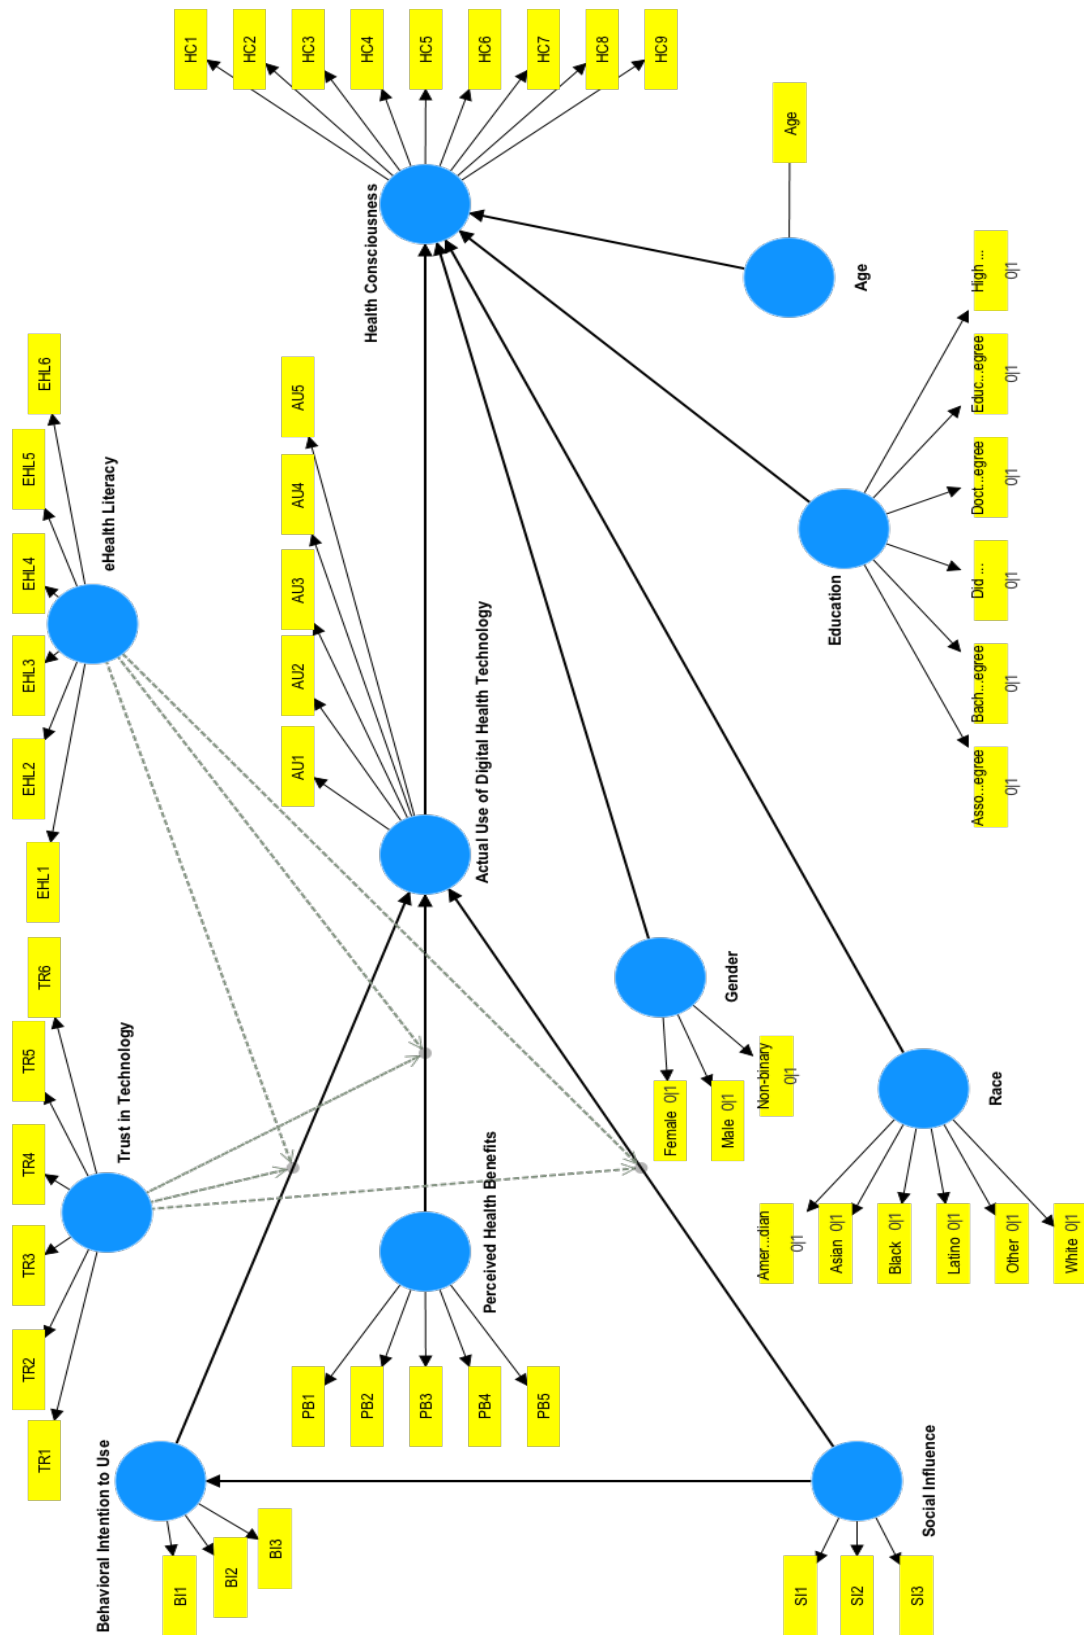 TR1
TR2
TR3
TR4
TR5
TR6
Trust in Technology
EHL1
EHL2
EHL3
EHL4
EHL5
EHL6
eHealth Literacy
BI1
BI2
BI3
Behavioral Intention to Use
PB1
PB2
PB3
PB4
PB5
Perceived Health Benefits
AU1
AU2
AU3
AU4
AU5
Actual Use of Digital Health Technology
HC1
HC2
HC3
HC4
HC5
HC6
HC7
HC8
HC9
Health Consciousness
SI1
SI2
SI3
Social Influence
Female 0|1
Male 0|1
Non-binary
0|1
Gender
Amer...dian
0|1
Asian 0|1
Black 0|1
Latino 0|1
Other 0|1
White 0|1
Race
Education
Asso...egree
0|1
Bach...egree
0|1
Did ...
0|1
Doct...egree
0|1
Educ...egree
0|1
High ...
0|1
Age
Age